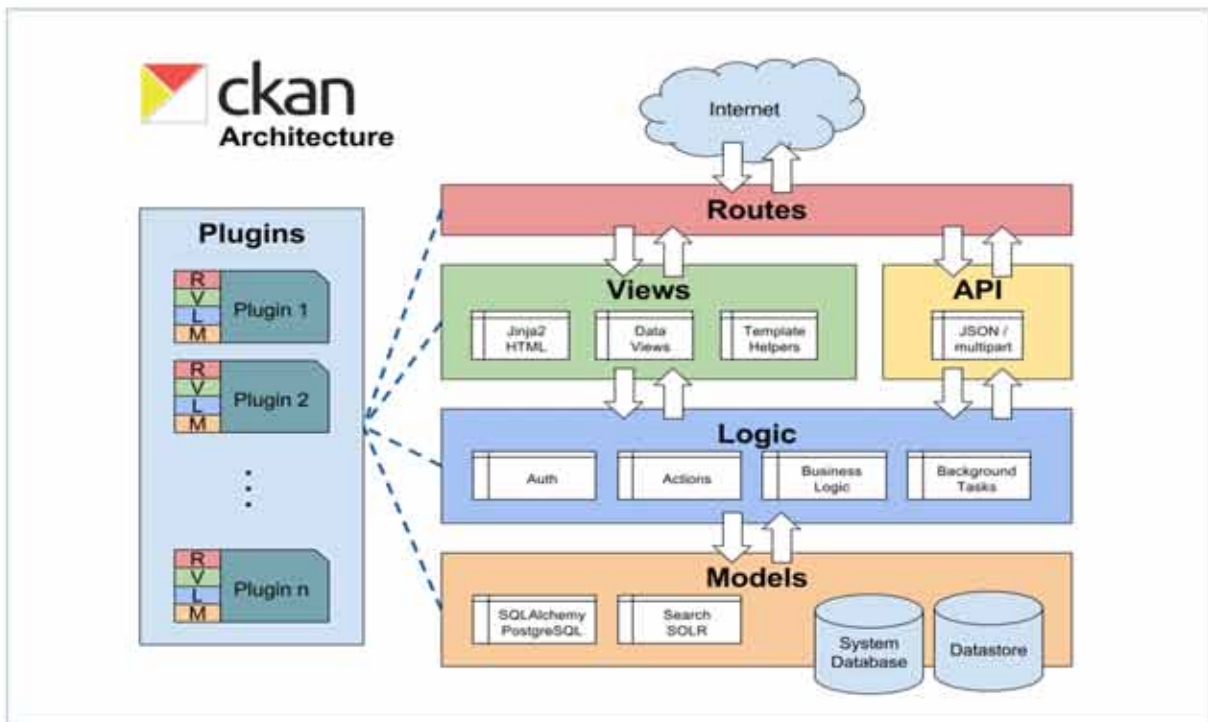 ckan
Architecture
Internet
Routes
Plugins
R
V
L
M
Plugin 1
R
V
L
M
Plugin 2
R
V
L
M
Plugin n
Views
Jinja2
HTML
Data
Views
Template
Helpers
API
JSON /
multipart
Logic
Auth
Actions
Business
Logic
Background
Tasks
Models
SQLAlchemy
PostgreSQL
Search
SOLR
System
Database
Datastore